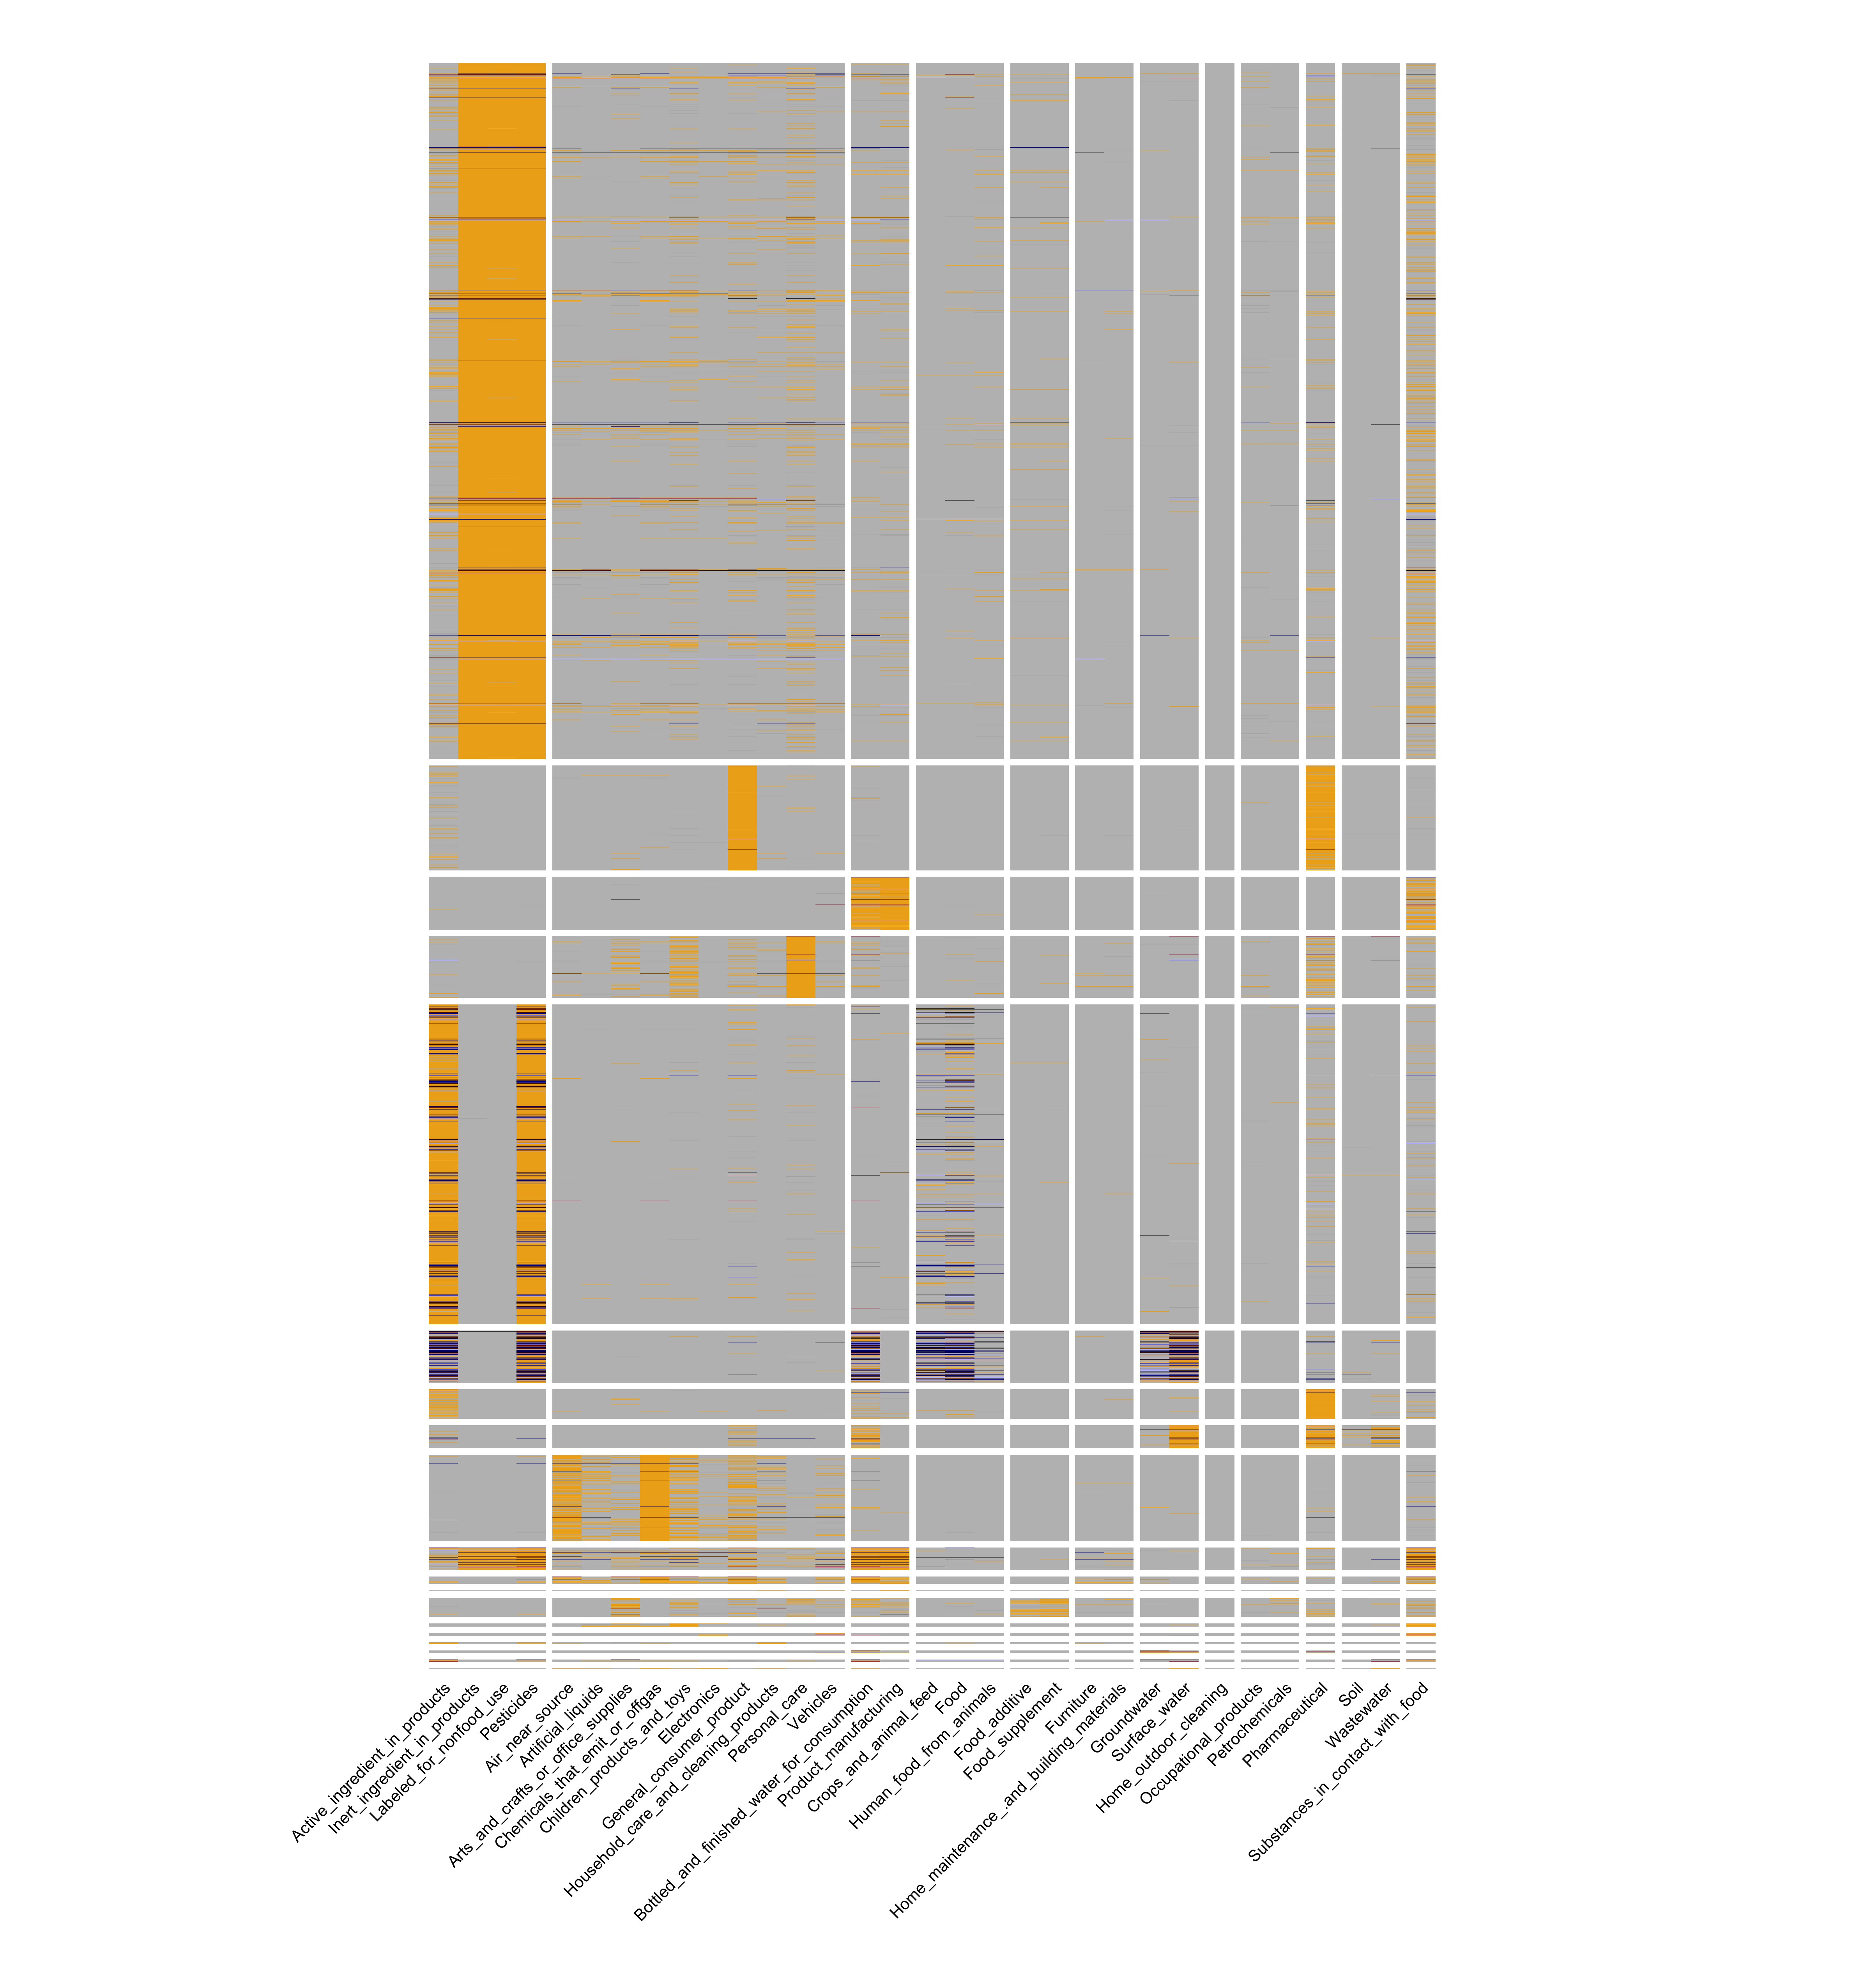 Active_ingredient_in_products
Inert_ingredient_in_products
Labeled_for_nonfood_use
Pesticides
Air_near_source
Artificial_liquids
Arts_and_crafts_or_office_supplies
Chemicals_that_emit_or_offgas
Children_products_and_toys
Electronics
General_consumer_product
Household_care_and_cleaning_products
Personal_care
Vehicles
Bottled_and_finished_water_for_consumption
Product_manufacturing
Crops_and_animal_feed
Food
Human_food_from_animals
Food_additive
Food_supplement
Furniture
Home_maintenance_and_building_materials
Groundwater
Surface_water
Home_outdoor_cleaning
Occupational_products
Petrochemicals
Pharmaceutical
Soil
Wastewater
Substances_in_contact_with_food